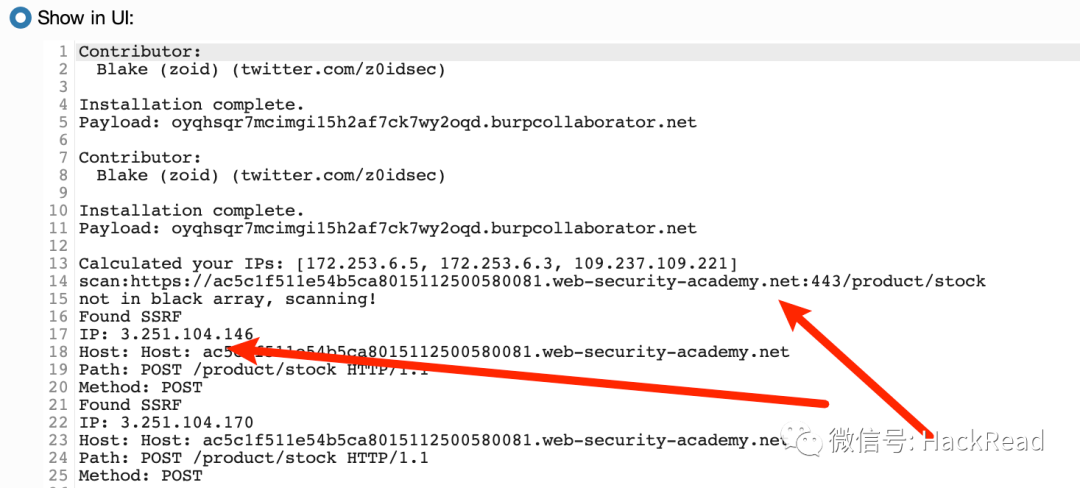 Show in UI:
1 Contributor:
2 Blake (zoid) (twitter.com/z0idsec)
3
4 Installation complete.
5 Payload: oyqhsqr7mcimgi15h2af7ck7wy2oqd.burpcollaborator.net
6
7 Contributor:
8 Blake (zoid) (twitter.com/z0idsec)
9
10 Installation complete.
11 Payload: oyqhsqr7mcimgi15h2af7ck7wy2oqd.burpcollaborator.net
12
13 Calculated your IPs: [172.253.6.5, 172.253.6.3, 109.237.109.221]
14 scan:https://ac5c1f511e54b5ca8015112500580081.web-security-academy.net:443/product/stock
15 not in black array, scanning!
16 Found SSRF
17 IP: 3.251.104.146
18 Host: Host: ac5c1f511e54b5ca8015112500580081.web-security-academy.net
19 Path: POST /product/stock HTTP/1.1
20 Method: POST
21 Found SSRF
22 IP: 3.251.104.170
23 Host: Host: ac5c1f511e54b5ca8015112500580081.web-security-academy.net
24 Path: POST /product/stock HTTP/1.1
25 Method: POST
微信号: HackRead